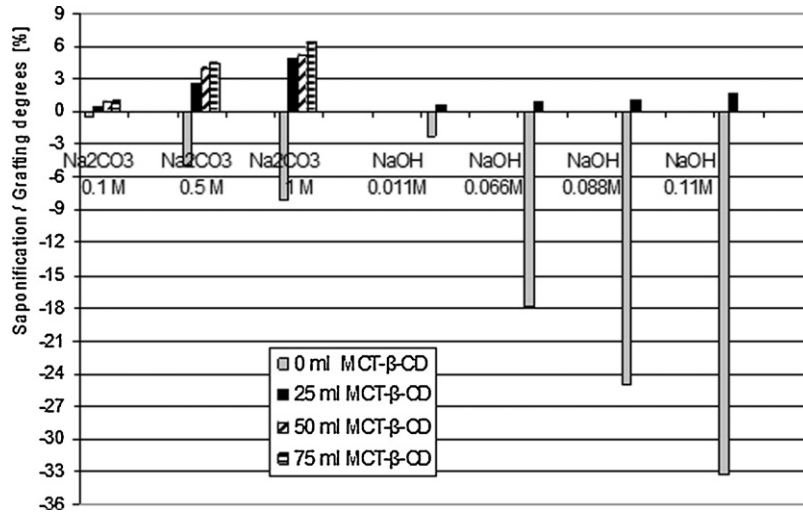 Saponification / Grafting degrees [%]
9
6
3
0
-3
-6
-9
-12
-15
-18
-21
-24
-27
-30
-33
-36
Na2CO3 0.1 M
Na2CO3 0.5 M
Na2CO3 1 M
NaOH 0.011M
NaOH 0.066M
NaOH 0.088M
NaOH 0.11M
0 ml MCT-β-CD
25 ml MCT-β-CD
50 ml MCT-β-CD
75 ml MCT-β-CD